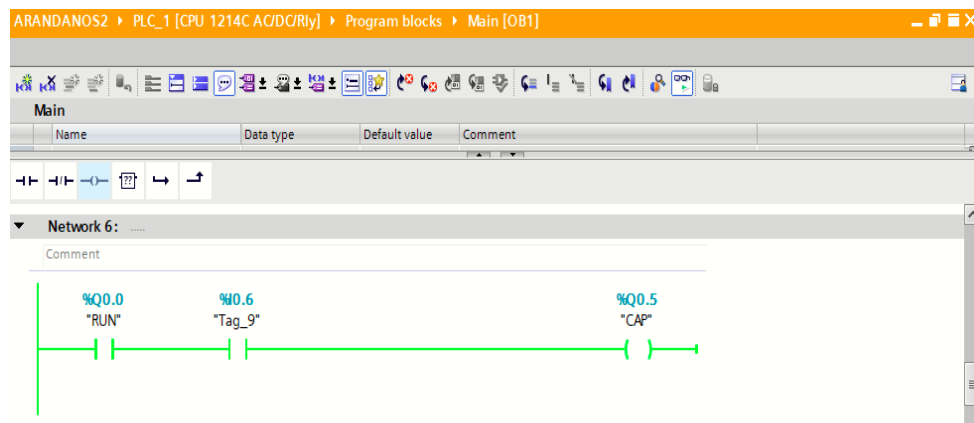 ARANDANOS2 ▸ PLC_1 [CPU 1214C AC/DC/Rly] ▸ Program blocks ▸ Main [OB1]
Main
Name Data type Default value Comment
??
Network 6: .....
Comment
%Q0.0 %I0.6 %Q0.5
"RUN" "Tag_9" "CAP"